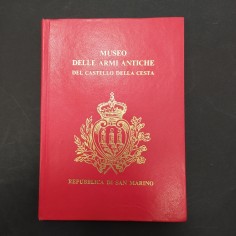 MUSEO
DELLE ARMI ANTICHE
DEL CASTELLO DELLA CESTA
REPUBBLICA DI SAN MARINO